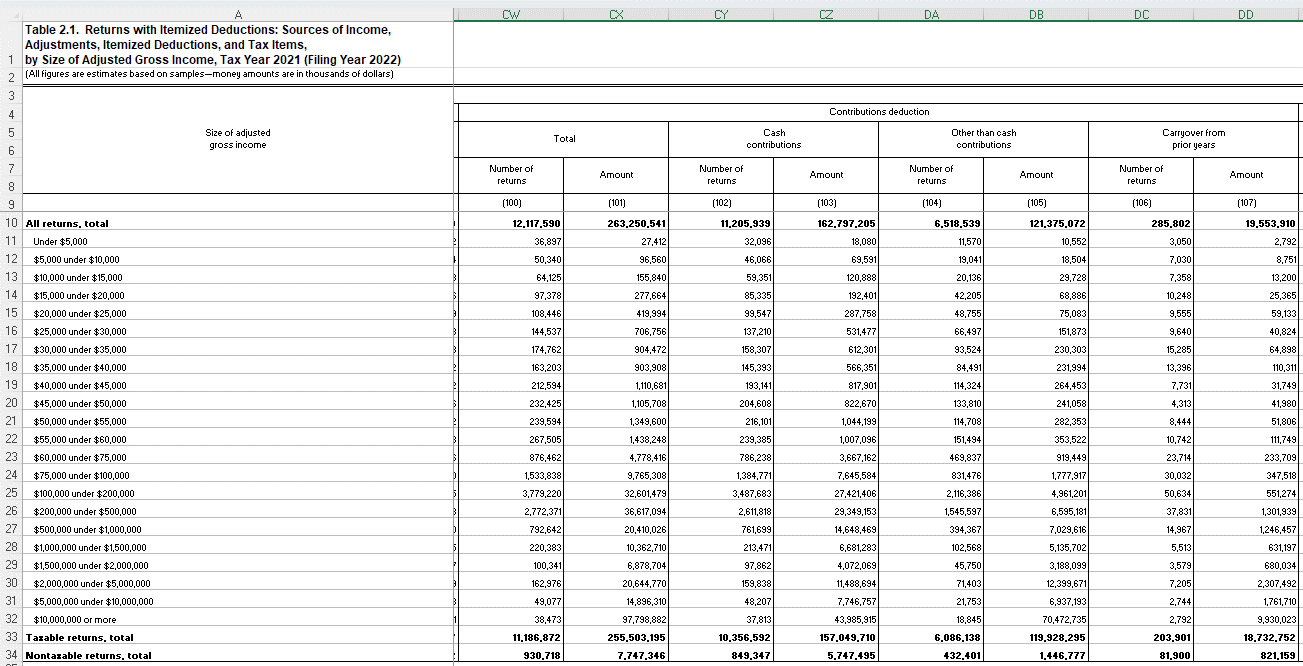 A CW CX CY CZ DA DB DC DD
Table 2.1. Returns with Itemized Deductions: Sources of Income,
Adjustments, Itemized Deductions, and Tax Items,
1 by Size of Adjusted Gross Income, Tax Year 2021 (Filing Year 2022)
2 (All figures are estimates based on samples—money amounts are in thousands of dollars)
3
4 Contributions deduction
5 Size of adjusted Total Cash Other than cash Carryover from
6 gross income contributions contributions prior years
7 Number of Amount Number of Amount Number of Amount Number of Amount
8 returns returns returns returns
9 (100) (101) (102) (103) (104) (105) (106) (107)
10 All returns, total 12,117,590 263,250,541 11,205,939 162,797,205 6,518,539 121,375,072 285,802 19,553,910
11 Under $5,000 36,897 27,412 32,096 18,080 11,570 10,552 3,050 2,792
12 $5,000 under $10,000 50,340 96,560 46,066 69,591 19,041 18,504 7,030 8,751
13 $10,000 under $15,000 64,125 155,840 59,351 120,888 20,136 29,728 7,358 13,200
14 $15,000 under $20,000 97,378 277,664 85,335 192,401 42,205 68,886 10,248 25,365
15 $20,000 under $25,000 108,446 419,994 99,547 287,758 48,755 75,083 9,555 59,133
16 $25,000 under $30,000 144,537 706,756 137,210 531,477 66,497 151,873 9,640 40,824
17 $30,000 under $35,000 174,762 904,472 158,307 612,301 93,524 230,303 15,285 64,898
18 $35,000 under $40,000 163,203 903,908 145,393 566,351 84,491 231,994 13,396 110,311
19 $40,000 under $45,000 212,594 1,110,681 193,141 817,901 114,324 264,453 7,731 31,749
20 $45,000 under $50,000 232,425 1,105,708 204,608 822,670 133,810 241,058 4,313 41,980
21 $50,000 under $55,000 239,594 1,349,600 216,101 1,044,199 114,708 282,353 8,444 51,806
22 $55,000 under $60,000 267,505 1,438,248 239,385 1,007,096 151,494 353,522 10,742 111,749
23 $60,000 under $75,000 876,462 4,778,416 786,238 3,667,162 469,837 919,449 23,714 233,709
24 $75,000 under $100,000 1,533,838 9,765,308 1,384,771 7,645,584 831,476 1,777,917 30,032 347,518
25 $100,000 under $200,000 3,779,220 32,601,479 3,487,683 27,421,406 2,116,386 4,961,201 50,634 551,274
26 $200,000 under $500,000 2,772,371 36,617,094 2,611,818 29,349,153 1,545,597 6,595,181 37,831 1,301,939
27 $500,000 under $1,000,000 792,642 20,410,026 761,699 14,648,469 394,367 7,029,616 14,967 1,246,457
28 $1,000,000 under $1,500,000 220,383 10,362,710 213,471 6,681,283 102,568 5,135,702 5,513 631,197
29 $1,500,000 under $2,000,000 100,341 6,878,704 97,862 4,072,069 45,750 3,188,099 3,579 680,034
30 $2,000,000 under $5,000,000 162,976 20,644,770 159,838 11,488,694 71,403 12,399,671 7,205 2,307,492
31 $5,000,000 under $10,000,000 49,077 14,896,310 48,207 7,746,757 21,753 6,937,193 2,744 1,761,710
32 $10,000,000 or more 38,473 97,798,882 37,813 43,985,915 18,845 70,472,735 2,792 9,930,023
33 Taxable returns, total 11,186,872 255,503,195 10,356,592 157,049,710 6,086,138 119,928,295 203,901 18,732,752
34 Nontaxable returns, total 930,718 7,747,346 849,347 5,747,495 432,401 1,446,777 81,900 821,159